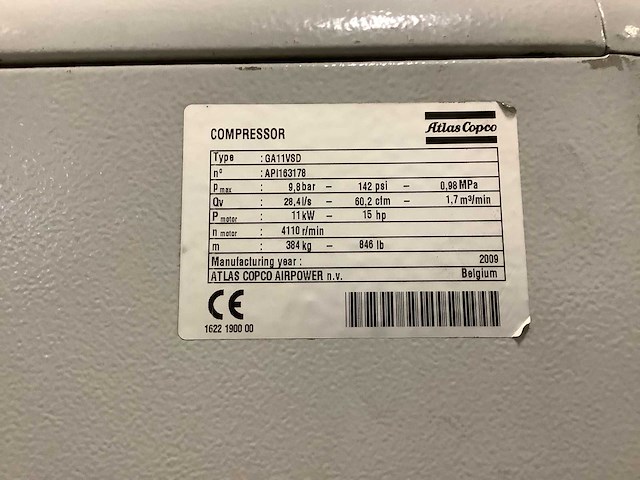 COMPRESSOR
Atlas Copco
Type : GA11VSD
n° : API163178
p max : 9,8 bar – 142 psi – 0,98 MPa
Qv : 28,4 l/s – 60,2 cfm – 1,7 m³/min
P motor : 11 kW – 15 hp
n motor : 4110 r/min
m : 384 kg – 846 lb
Manufacturing year : 2009
ATLAS COPCO AIRPOWER n.v. Belgium
CE
1622 1900 00